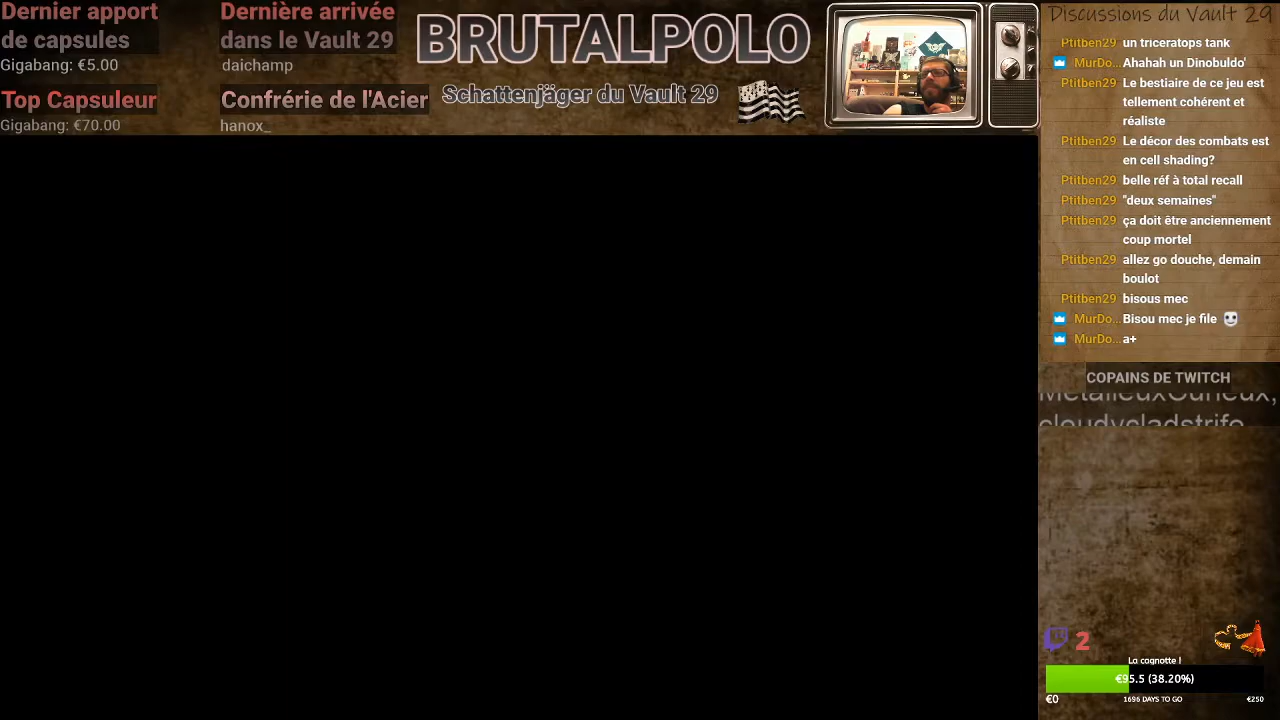 Dernier apport
de capsules
Gigabang: €5.00
Top Capsuleur
Gigabang: €70.00
Dernière arrivée
dans le Vault 29
daichamp
Confrérie de l'Acier
hanox_
BRUTALPOLO
Schattenjäger du Vault 29
Discussions du Vault 29
Ptitben29 un triceratops tank
MurDo... Ahahah un Dinobuldo'
Ptitben29 Le bestiaire de ce jeu est
tellement cohérent et
réaliste
Ptitben29 Le décor des combats est
en cell shading?
Ptitben29 belle réf à total recall
Ptitben29 "deux semaines"
Ptitben29 ça doit être anciennement
coup mortel
Ptitben29 allez go douche, demain
boulot
Ptitben29 bisous mec
MurDo... Bisou mec je file
MurDo... a+
COPAINS DE TWITCH
MetalleuxCurieux,
cloudycladstrife
2
La cagnotte !
€95.5 (38.20%)
€0
1696 DAYS TO GO
€250